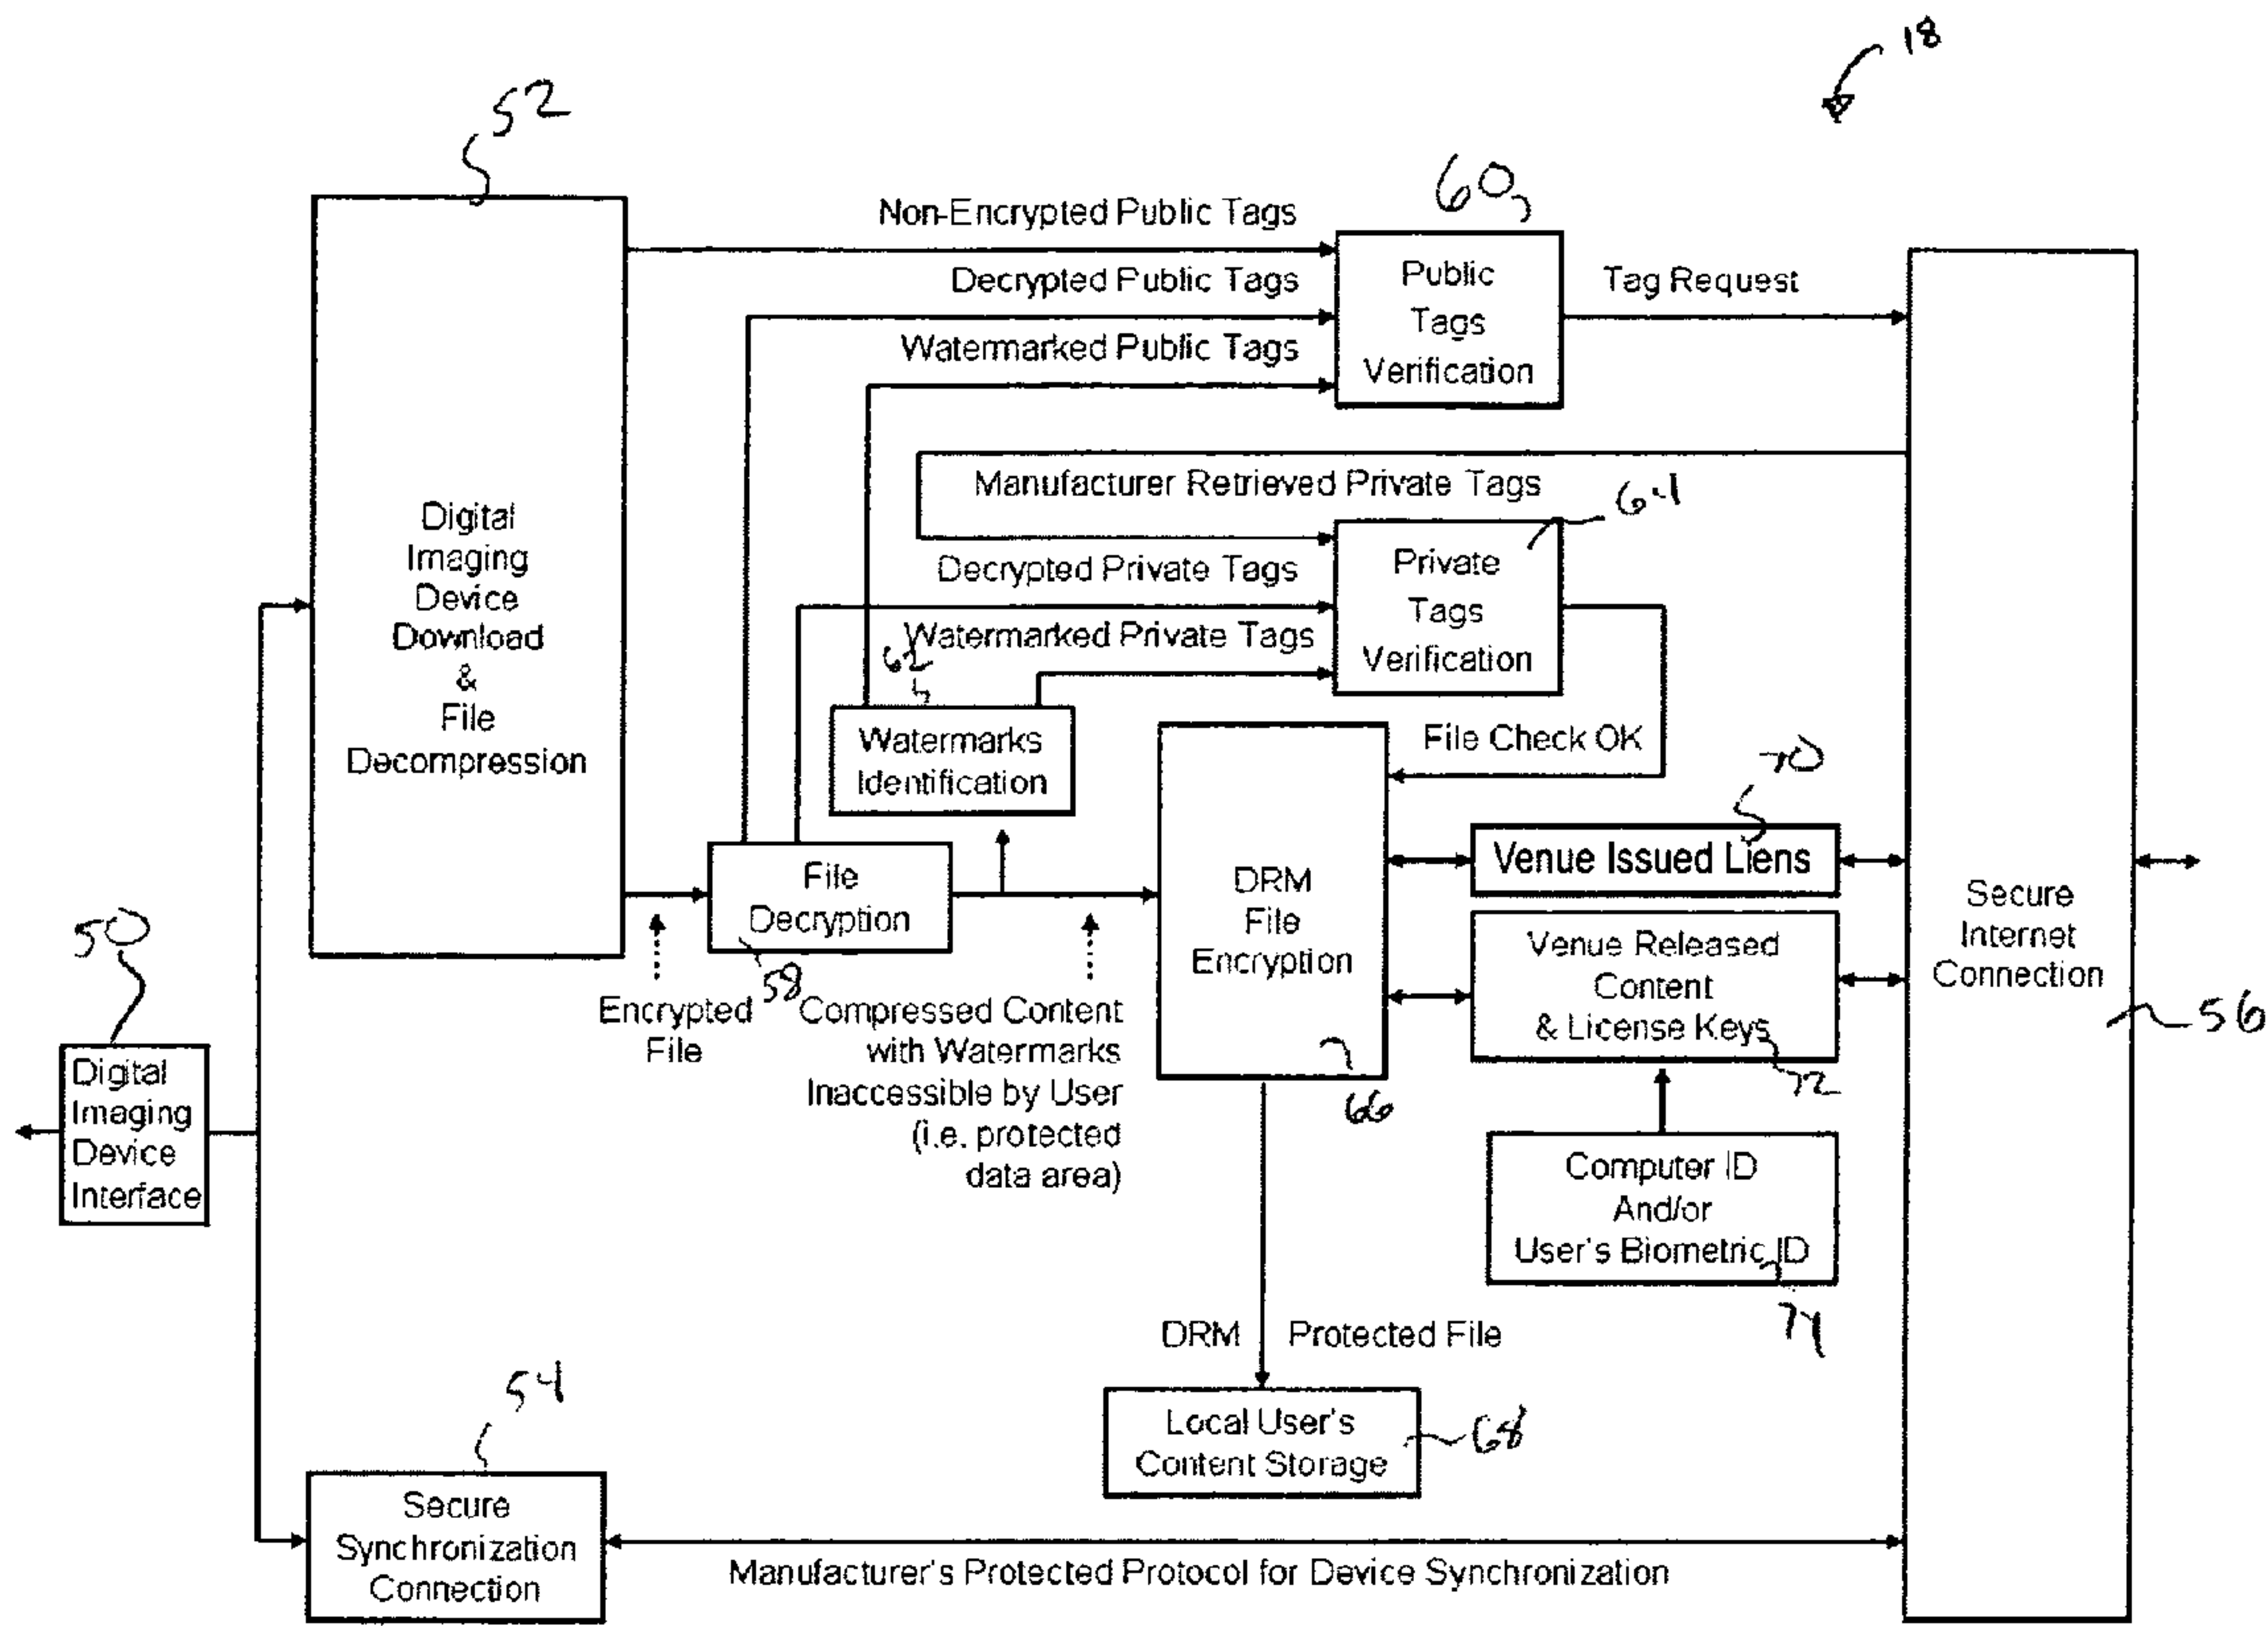 18
52
60
Non-Encrypted Public Tags
Decrypted Public Tags
Watermarked Public Tags
Public
Tags
Verification
Tag Request
Manufacturer Retrieved Private Tags
64
Decrypted Private Tags
Watermarked Private Tags
Private
Tags
Verification
Digital
Imaging
Device
Download
&
File
Decompression
62
Watermarks
Identification
File Check OK
70
Venue Issued Liens
File
Decryption
58
DRM
File
Encryption
66
Venue Released
Content
& License Keys
72
Secure
Internet
Connection
56
50
Encrypted
File
Compressed Content
with Watermarks
Inaccessible by User
(i.e. protected
data area)
Digital
Imaging
Device
Interface
Computer ID
And/or
User's Biometric ID
74
DRM Protected File
54
Local User's
Content Storage
68
Secure
Synchronization
Connection
Manufacturer's Protected Protocol for Device Synchronization